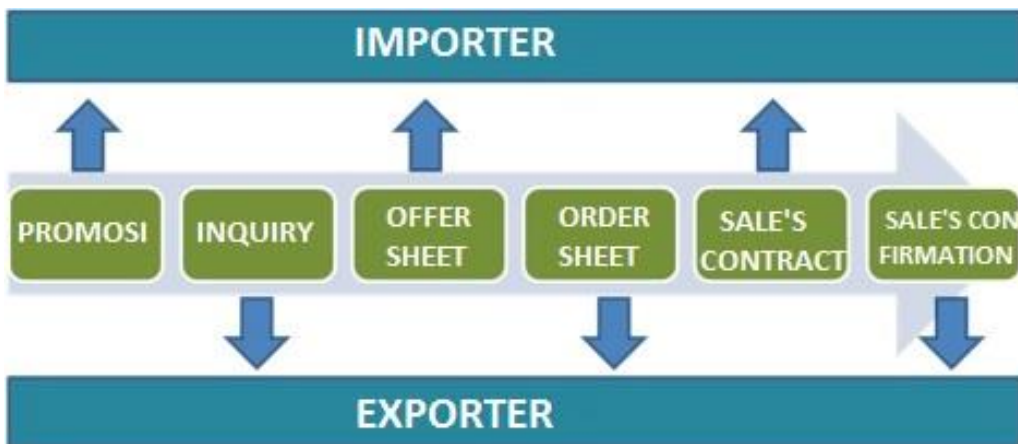 IMPORTER
PROMOSI
INQUIRY
OFFER
SHEET
ORDER
SHEET
SALE'S
CONTRACT
SALE'S CON
FIRMATION
EXPORTER